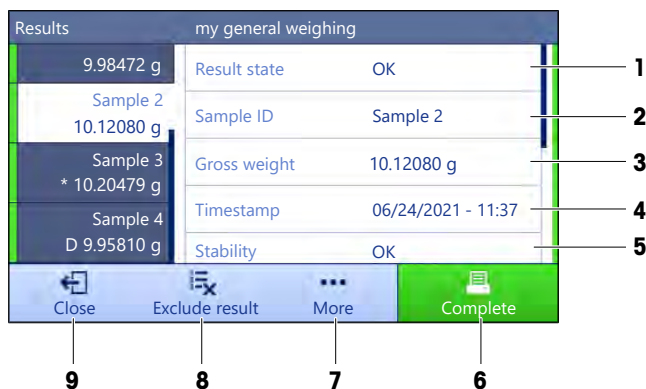 Results
my general weighing
9.98472 g
Sample 2
10.12080 g
Sample 3
* 10.20479 g
Sample 4
D 9.95810 g
Result state OK
Sample ID Sample 2
Gross weight 10.12080 g
Timestamp 06/24/2021 - 11:37
Stability OK
1
2
3
4
5
Close
Exclude result
More
Complete
9
8
7
6